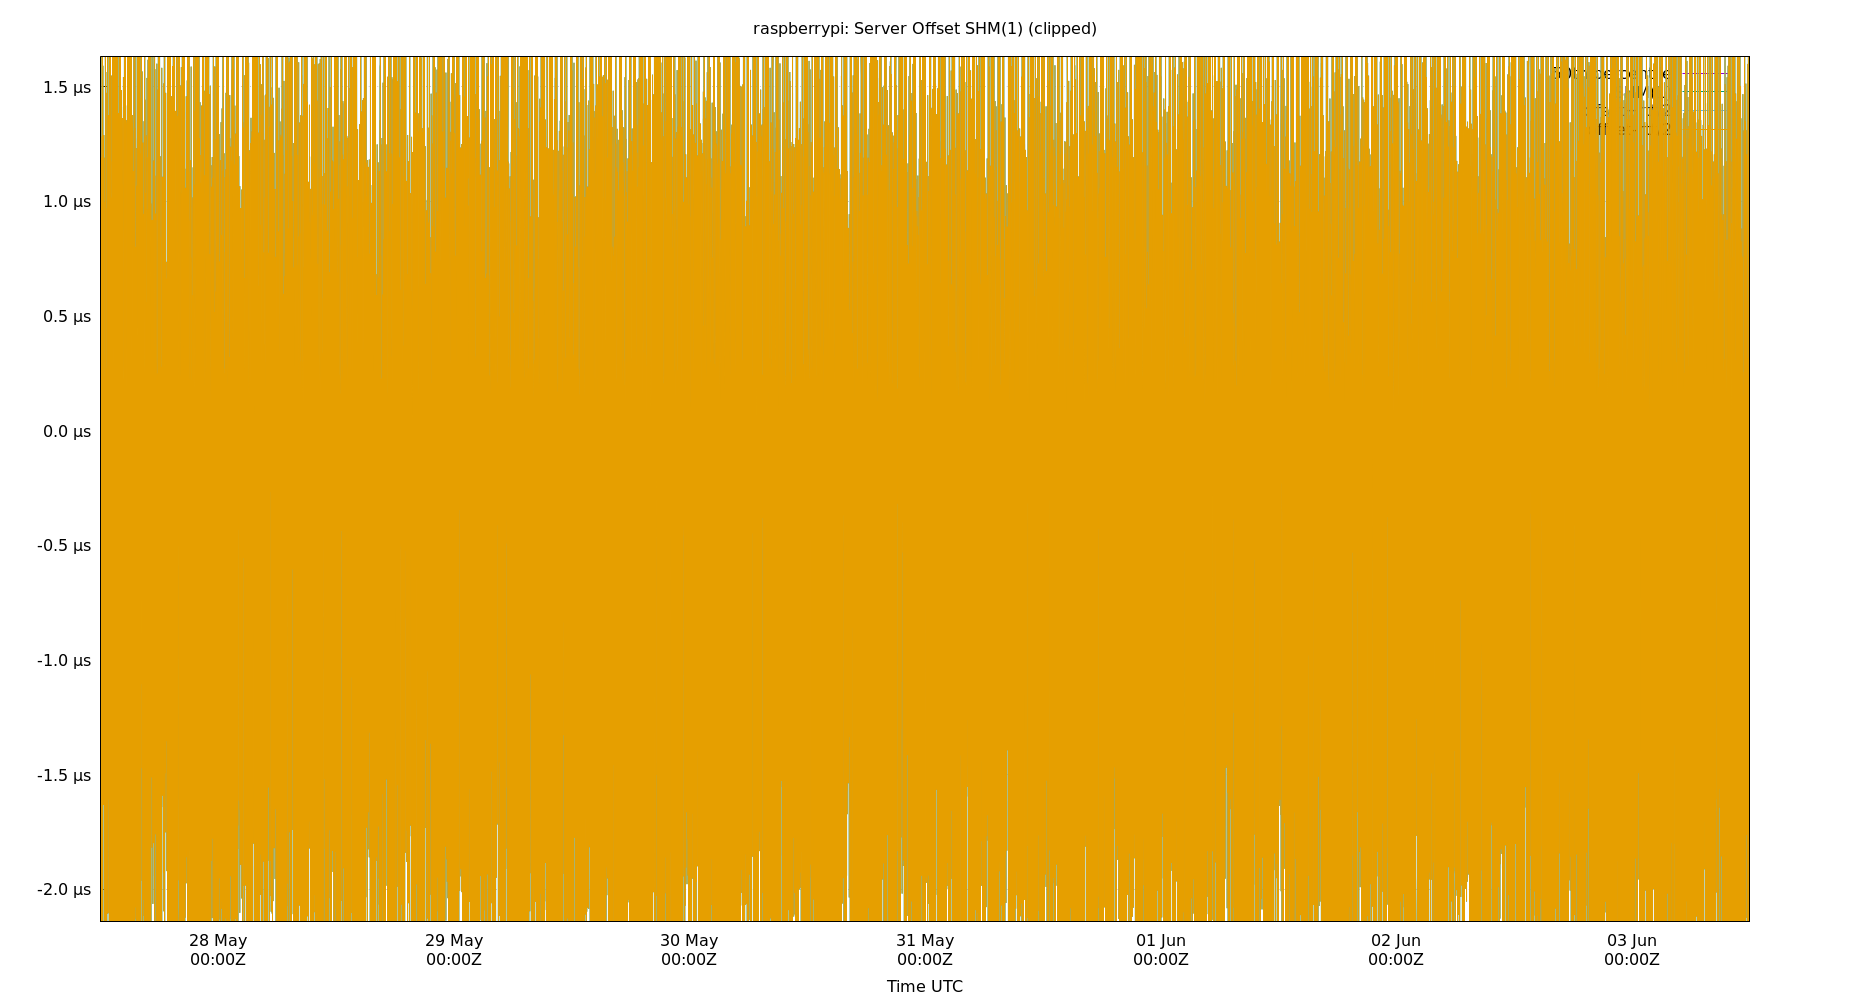 raspberrypi: Server Offset SHM(1) (clipped)
1.5 µs
1.0 µs
0.5 µs
0.0 µs
-0.5 µs
-1.0 µs
-1.5 µs
-2.0 µs
28 May 29 May 30 May 31 May 01 Jun 02 Jun 03 Jun
00:00Z 00:00Z 00:00Z 00:00Z 00:00Z 00:00Z 00:00Z
Time UTC